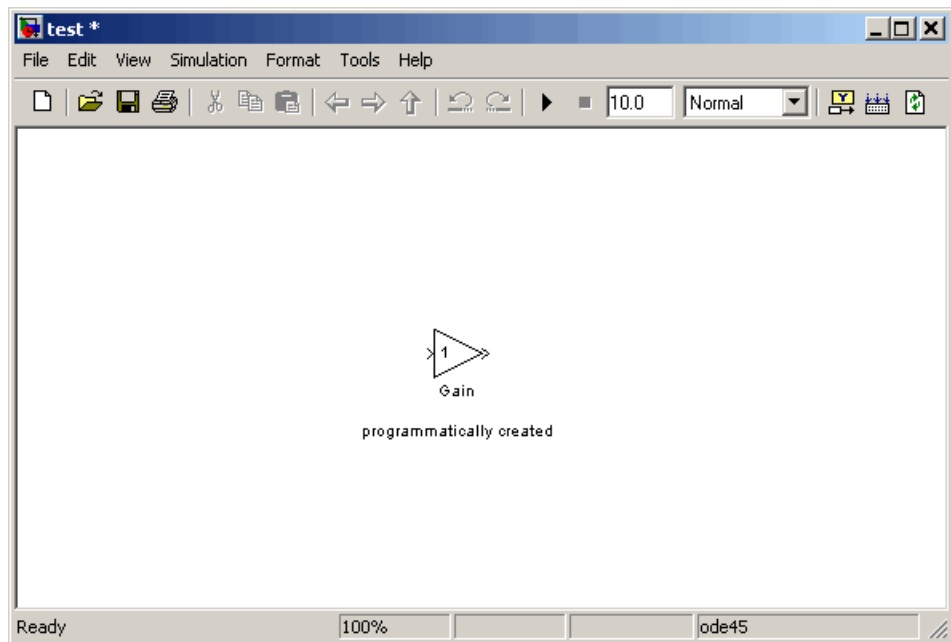 test *
File Edit View Simulation Format Tools Help
10.0 Normal
1
Gain
programmatically created
Ready 100% ode45